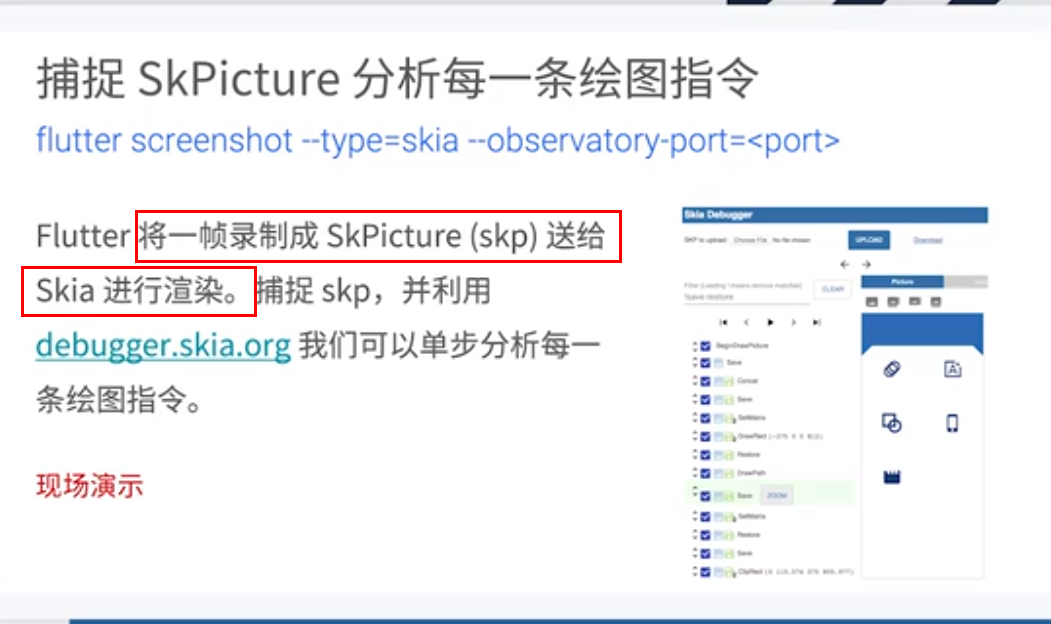 捕捉 SkPicture 分析每一条绘图指令
flutter screenshot --type=skia --observatory-port=<port>
Flutter 将一帧录制成 SkPicture (skp) 送给
Skia 进行渲染。捕捉 skp，并利用
debugger.skia.org 我们可以单步分析每一
条绘图指令。
现场演示
Skia Debugger
SKP to upload: Choose File No file chosen
UPLOAD
Download
Filter (Leading ! means remove matches)
!save restore
CLEAR
Picture
BeginDrawPicture
Save
Concat
Save
SetMatrix
DrawRect
Restore
DrawPath
Save ZOOM
SetMatrix
Restore
Save
ClipRect